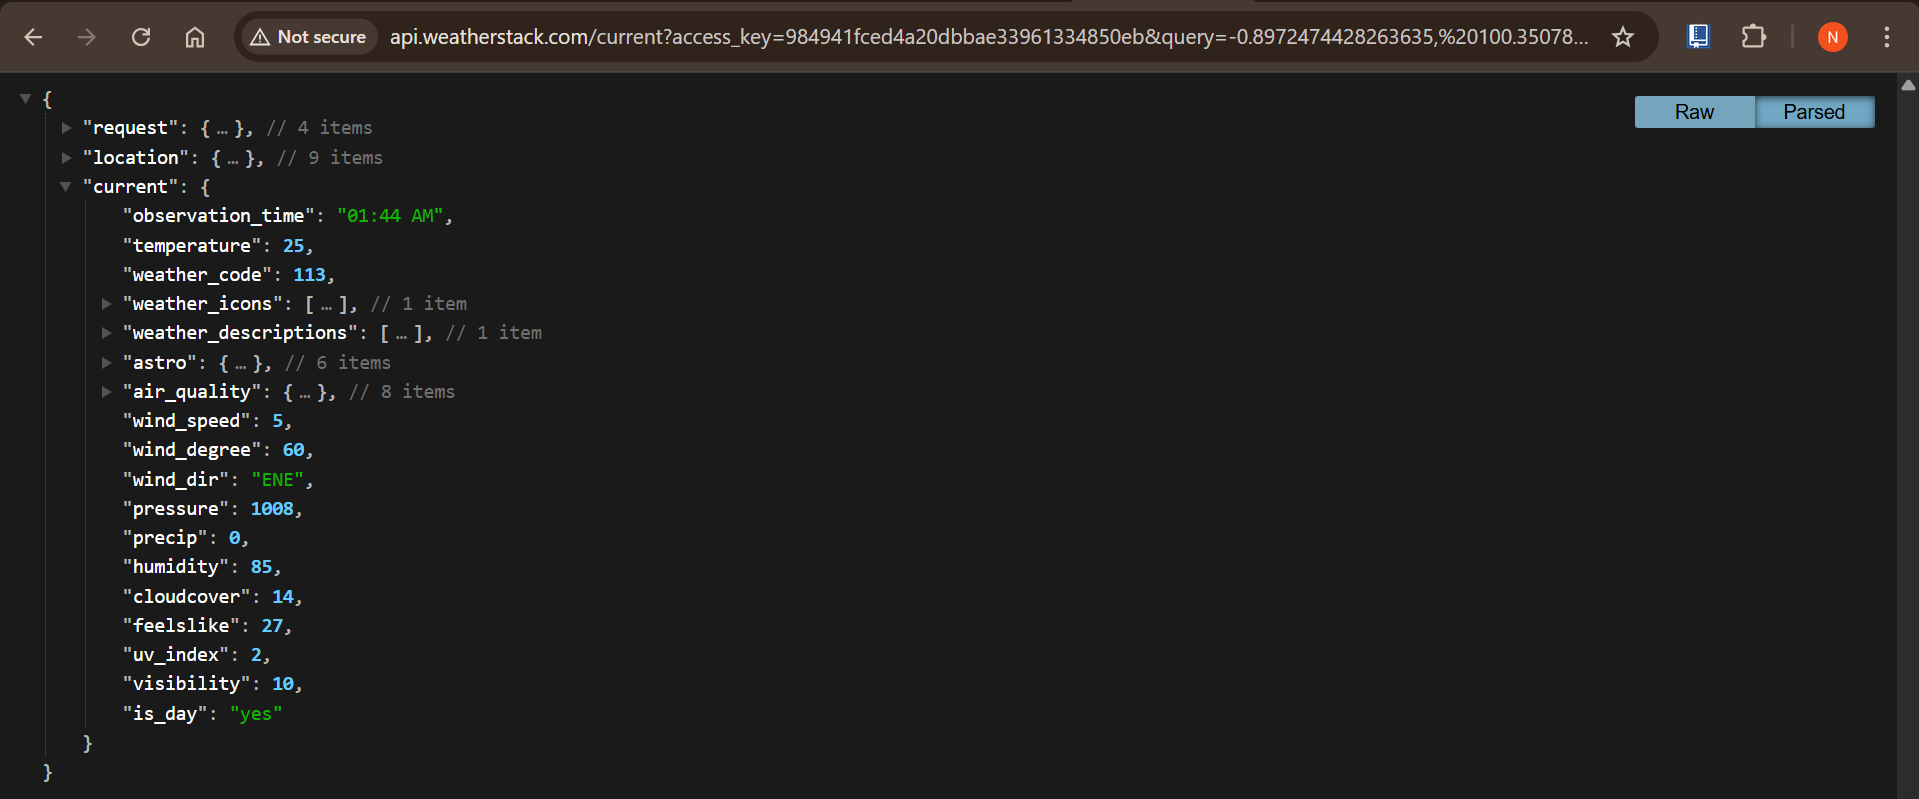 Not secure api.weatherstack.com/current?access_key=984941fced4a20dbbae33961334850eb&query=-0.8972474428263635,%20100.35078... N
Raw Parsed
{
"request": { … }, // 4 items
"location": { … }, // 9 items
"current": {
"observation_time": "01:44 AM",
"temperature": 25,
"weather_code": 113,
"weather_icons": [ … ], // 1 item
"weather_descriptions": [ … ], // 1 item
"astro": { … }, // 6 items
"air_quality": { … }, // 8 items
"wind_speed": 5,
"wind_degree": 60,
"wind_dir": "ENE",
"pressure": 1008,
"precip": 0,
"humidity": 85,
"cloudcover": 14,
"feelslike": 27,
"uv_index": 2,
"visibility": 10,
"is_day": "yes"
}
}